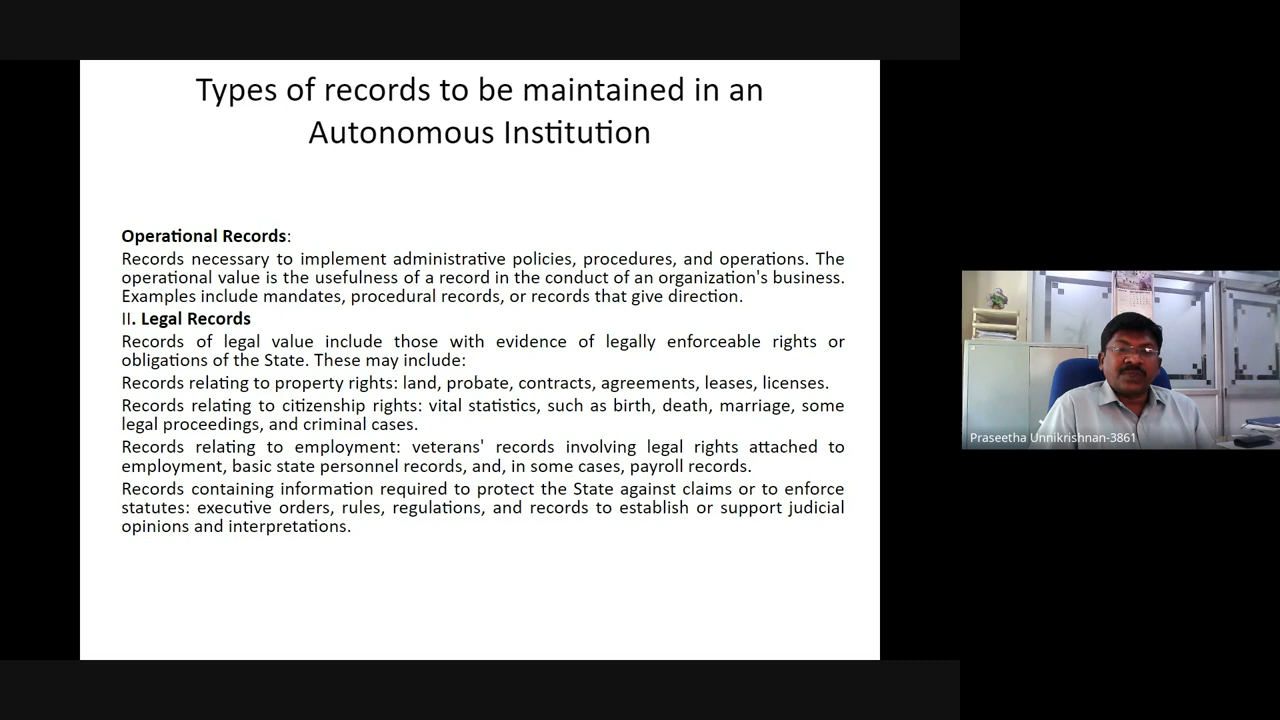 Types of records to be maintained in an
Autonomous Institution
Operational Records:
Records necessary to implement administrative policies, procedures, and operations. The
operational value is the usefulness of a record in the conduct of an organization's business.
Examples include mandates, procedural records, or records that give direction.
II. Legal Records
Records of legal value include those with evidence of legally enforceable rights or
obligations of the State. These may include:
Records relating to property rights: land, probate, contracts, agreements, leases, licenses.
Records relating to citizenship rights: vital statistics, such as birth, death, marriage, some
legal proceedings, and criminal cases.
Records relating to employment: veterans' records involving legal rights attached to
employment, basic state personnel records, and, in some cases, payroll records.
Records containing information required to protect the State against claims or to enforce
statutes: executive orders, rules, regulations, and records to establish or support judicial
opinions and interpretations.
Praseetha Unnikrishnan-3861